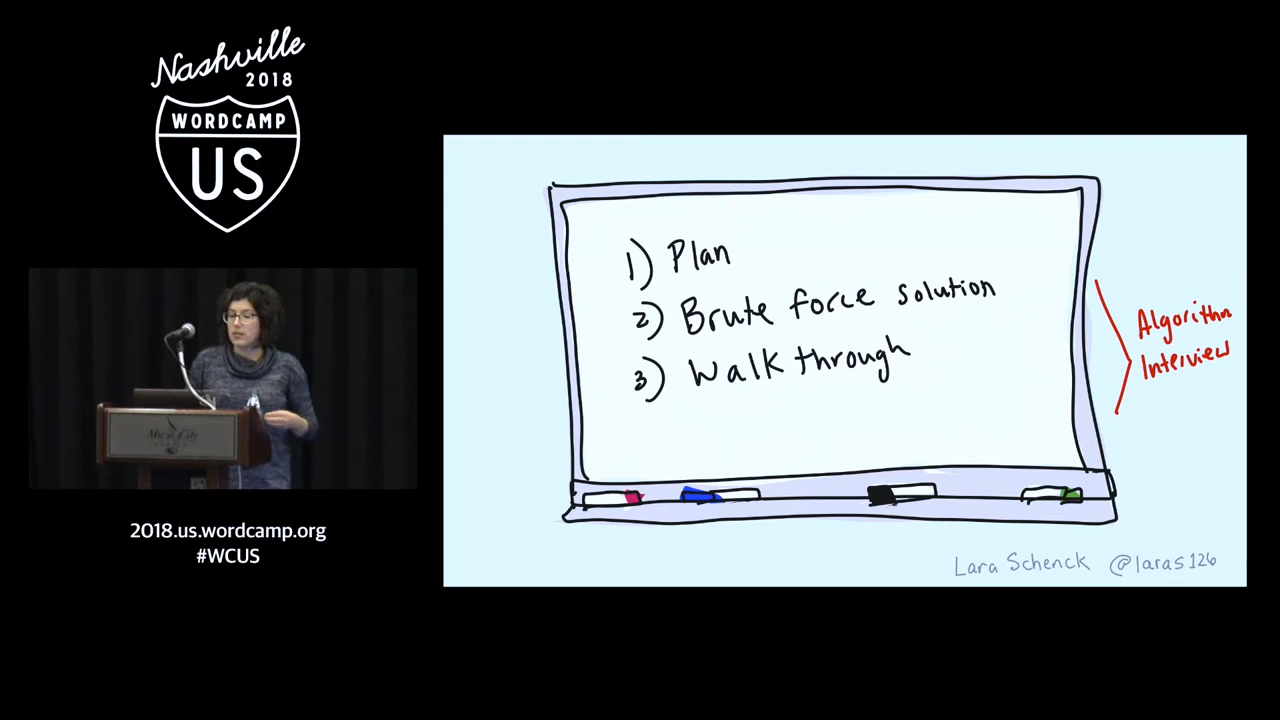 Nashville
2018
WORDCAMP
US
2018.us.wordcamp.org
#WCUS
1) Plan
2) Brute force solution
3) Walk through
Algorithm
Interview
Lara Schenck @laras126